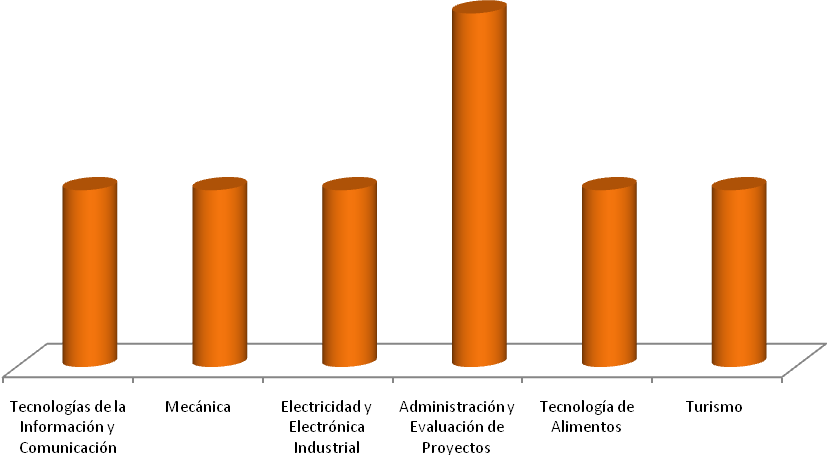 Tecnologías de la
Información y
Comunicación
Mecánica
Electricidad y
Electrónica
Industrial
Administración y
Evaluación de
Proyectos
Tecnología de
Alimentos
Turismo